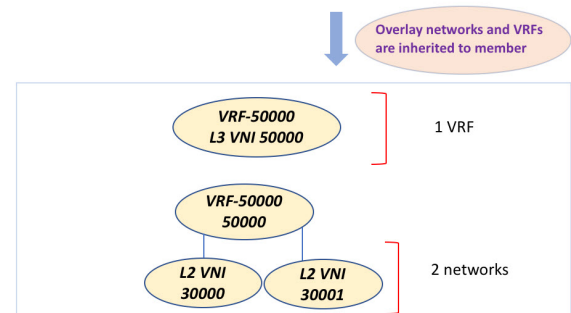 Overlay networks and VRFs
are inherited to member
VRF-50000
L3 VNI 50000
1 VRF
VRF-50000
50000
L2 VNI
30000
L2 VNI
30001
2 networks